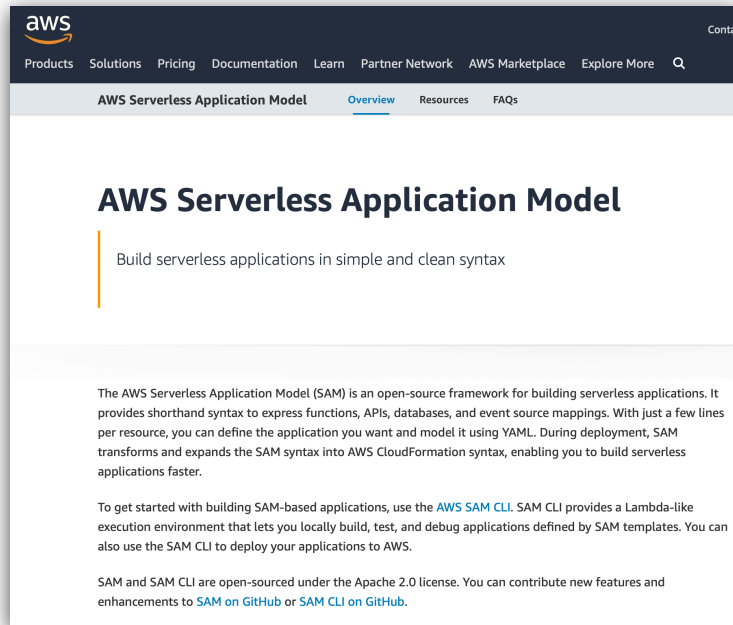 aws
Products Solutions Pricing Documentation Learn Partner Network AWS Marketplace Explore More
AWS Serverless Application Model Overview Resources FAQs
AWS Serverless Application Model
Build serverless applications in simple and clean syntax
The AWS Serverless Application Model (SAM) is an open-source framework for building serverless applications. It
provides shorthand syntax to express functions, APIs, databases, and event source mappings. With just a few lines
per resource, you can define the application you want and model it using YAML. During deployment, SAM
transforms and expands the SAM syntax into AWS CloudFormation syntax, enabling you to build serverless
applications faster.
To get started with building SAM-based applications, use the AWS SAM CLI. SAM CLI provides a Lambda-like
execution environment that lets you locally build, test, and debug applications defined by SAM templates. You can
also use the SAM CLI to deploy your applications to AWS.
SAM and SAM CLI are open-sourced under the Apache 2.0 license. You can contribute new features and
enhancements to SAM on GitHub or SAM CLI on GitHub.